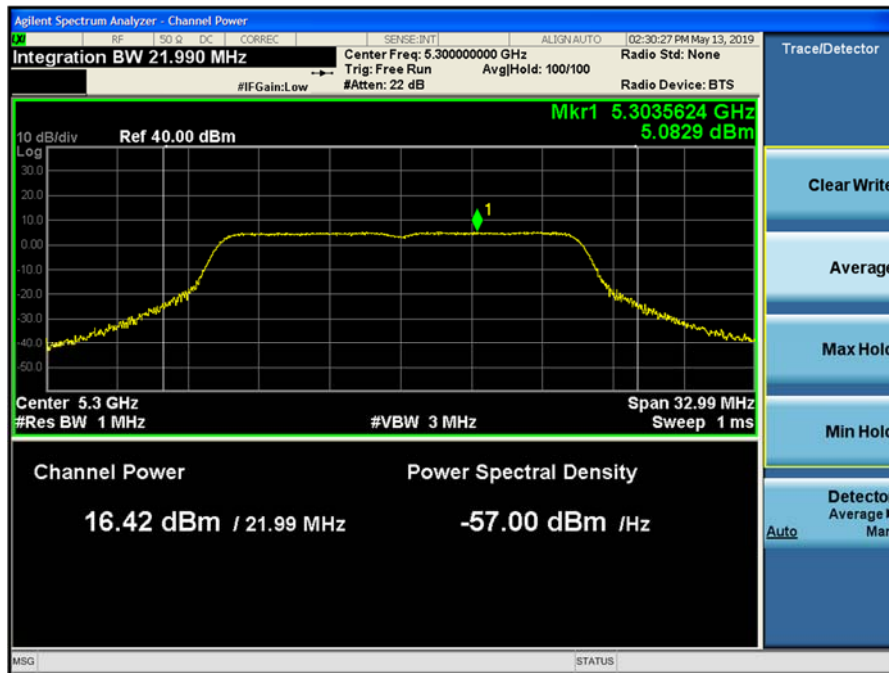 Agilent Spectrum Analyzer - Channel Power
LXI RF 50 Ω DC CORREC SENSE:INT ALIGN AUTO 02:30:27 PM May 13, 2019
Integration BW 21.990 MHz
Center Freq: 5.300000000 GHz Radio Std: None
Trig: Free Run Avg|Hold: 100/100
#IFGain:Low #Atten: 22 dB Radio Device: BTS
Trace/Detector
Mkr1 5.3035624 GHz
5.0829 dBm
10 dB/div Ref 40.00 dBm
Log
30.0
20.0
10.0
0.00
-10.0
-20.0
-30.0
-40.0
-50.0
1
Center 5.3 GHz Span 32.99 MHz
#Res BW 1 MHz #VBW 3 MHz Sweep 1 ms
Channel Power Power Spectral Density
16.42 dBm / 21.99 MHz -57.00 dBm /Hz
Clear Write
Average
Max Hold
Min Hold
Detector
Average
Auto Man
MSG STATUS